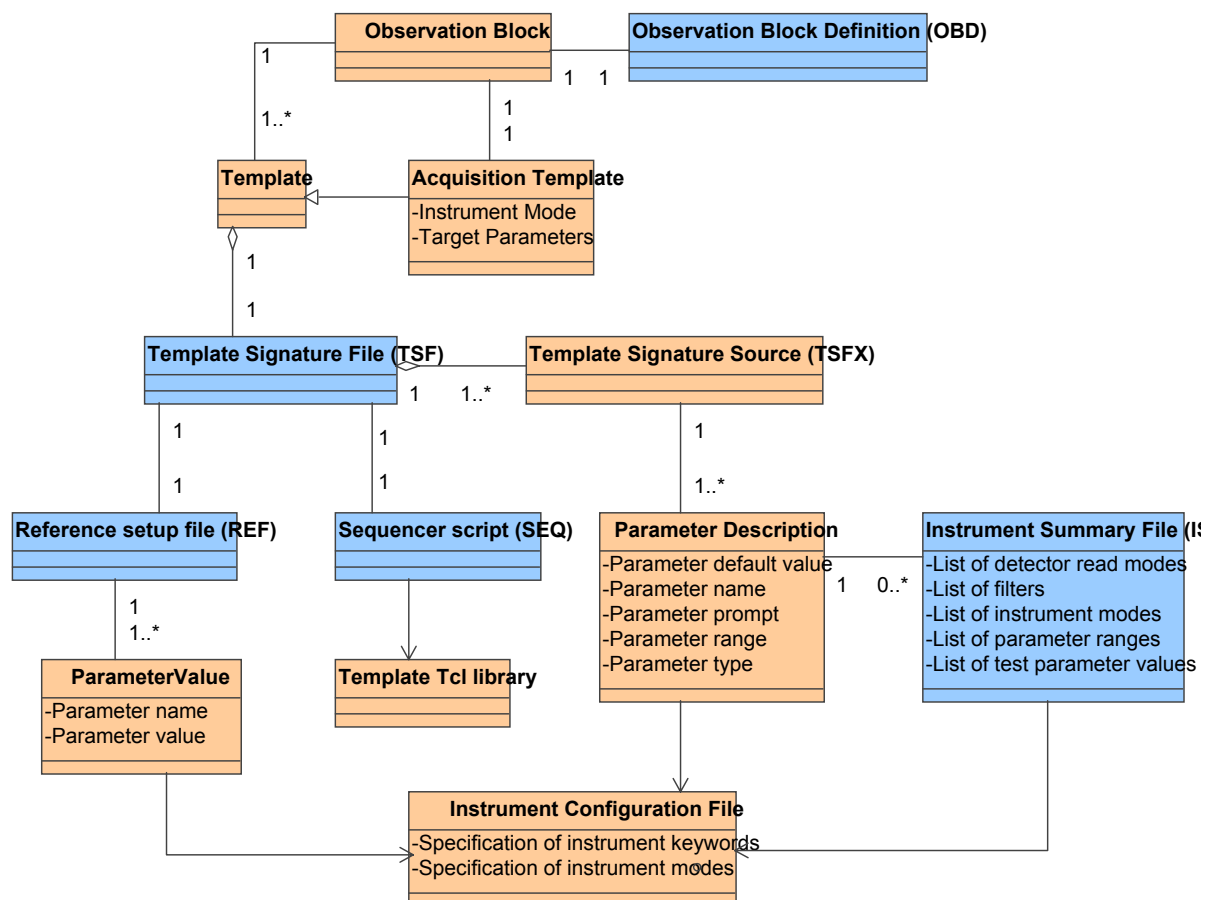 Observation Block
Observation Block Definition (OBD)
1
1 1
1..*
1
1
Template
Acquisition Template
-Instrument Mode
-Target Parameters
1
1
Template Signature File (TSF)
Template Signature Source (TSFX)
1 1..*
1
1
1
1
1
1..*
Reference setup file (REF)
Sequencer script (SEQ)
Parameter Description
-Parameter default value
-Parameter name
-Parameter prompt
-Parameter range
-Parameter type
1 0..*
Instrument Summary File (IS
-List of detector read modes
-List of filters
-List of instrument modes
-List of parameter ranges
-List of test parameter values
1
1..*
ParameterValue
-Parameter name
-Parameter value
Template Tcl library
Instrument Configuration File
-Specification of instrument keywords
-Specification of instrument modes